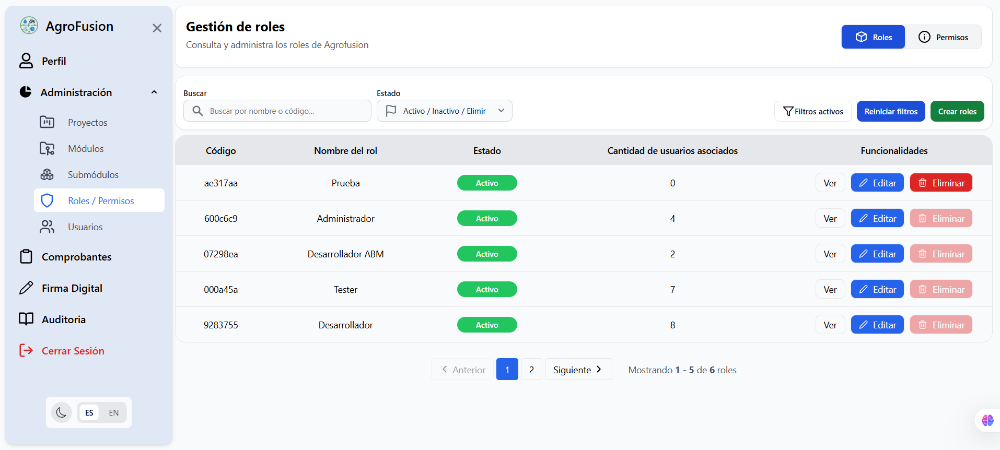 AgroFusion
Perfil
Administración
Proyectos
Módulos
Submódulos
Roles / Permisos
Usuarios
Comprobantes
Firma Digital
Auditoria
Cerrar Sesión
ES EN
Gestión de roles
Consulta y administra los roles de Agrofusion
Roles Permisos
Buscar Estado
Buscar por nombre o código... Activo / Inactivo / Elimir Filtros activos Reiniciar filtros Crear roles
Código Nombre del rol Estado Cantidad de usuarios asociados Funcionalidades
ae317aa Prueba Activo 0 Ver Editar Eliminar
600c6c9 Administrador Activo 4 Ver Editar Eliminar
07298ea Desarrollador ABM Activo 2 Ver Editar Eliminar
000a45a Tester Activo 7 Ver Editar Eliminar
9283755 Desarrollador Activo 8 Ver Editar Eliminar
Anterior 1 2 Siguiente Mostrando 1 - 5 de 6 roles